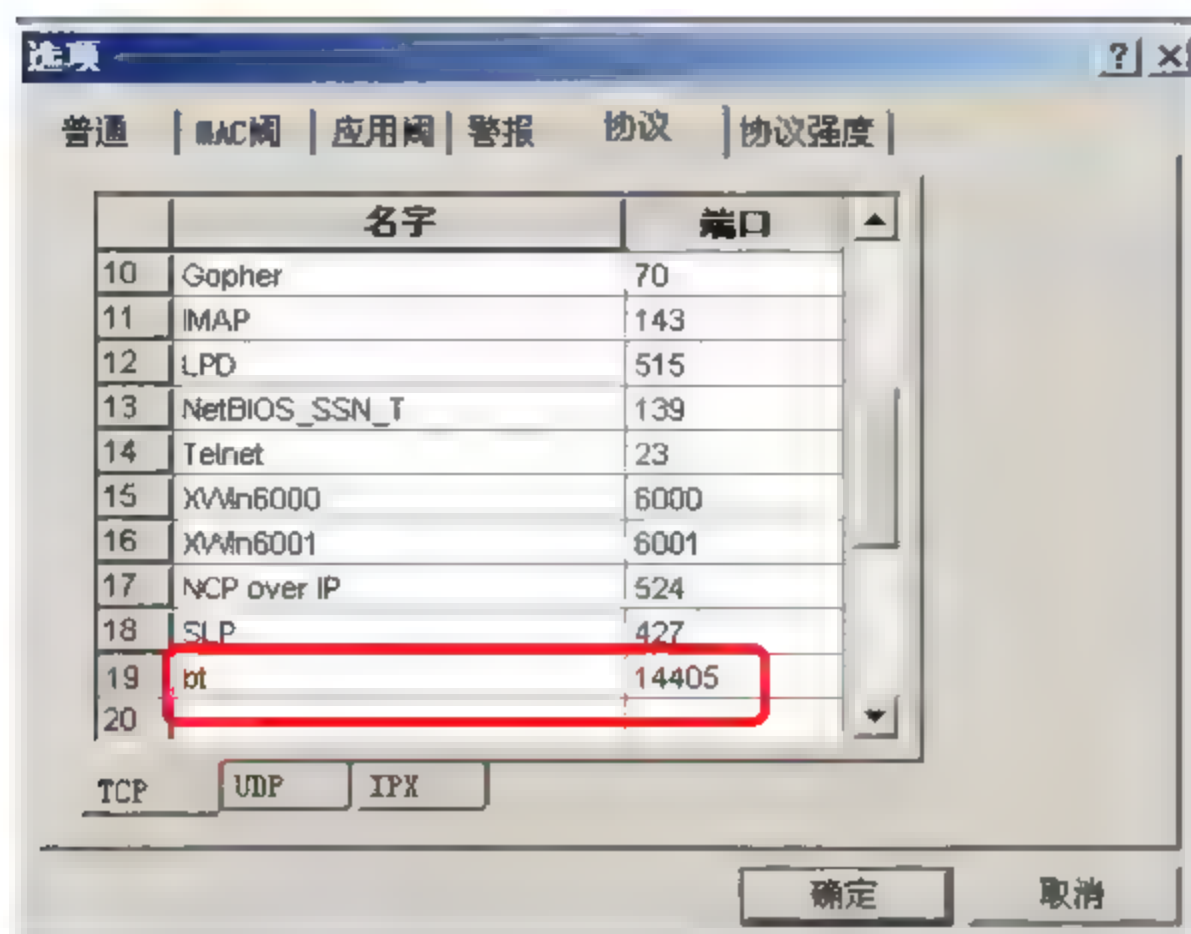 选项
普通 MAC阀 应用阀 警报 协议 协议强度
名字 端口
10 Gopher 70
11 IMAP 143
12 LPD 515
13 NetBIOS_SSN_T 139
14 Telnet 23
15 XWin6000 6000
16 XWin6001 6001
17 NCP over IP 524
18 SLP 427
19 bt 14405
20
TCP UDP IPX
确定 取消